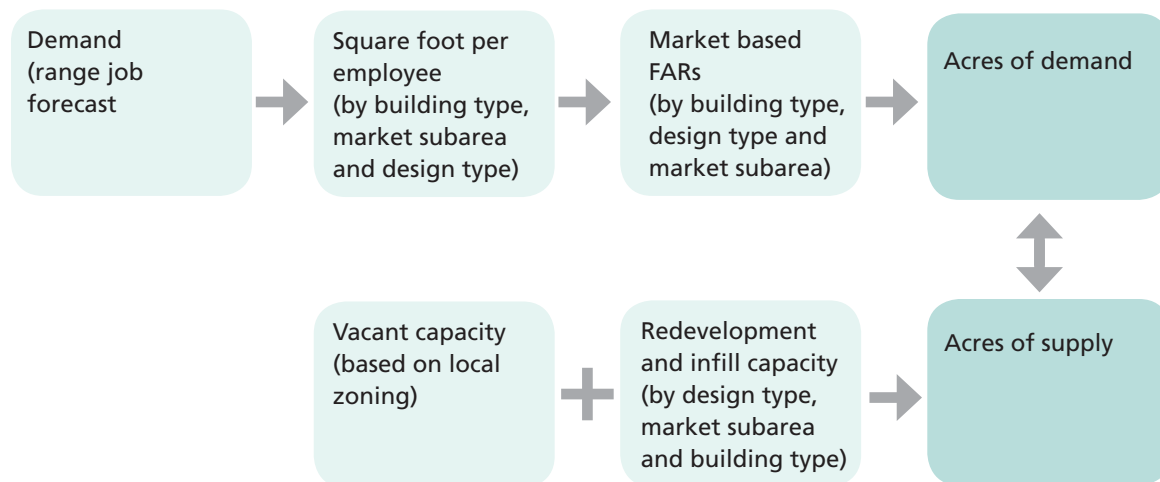 Demand
(range job
forecast
Square foot per
employee
(by building type,
market subarea
and design type)
Market based
FARs
(by building type,
design type and
market subarea)
Acres of demand
Vacant capacity
(based on local
zoning)
Redevelopment
and infill capacity
(by design type,
market subarea
and building type)
Acres of supply